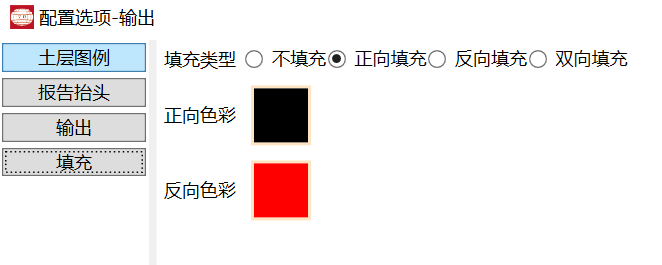 配置选项-输出
土层图例
报告抬头
输出
填充
填充类型 不填充 正向填充 反向填充 双向填充
正向色彩
反向色彩